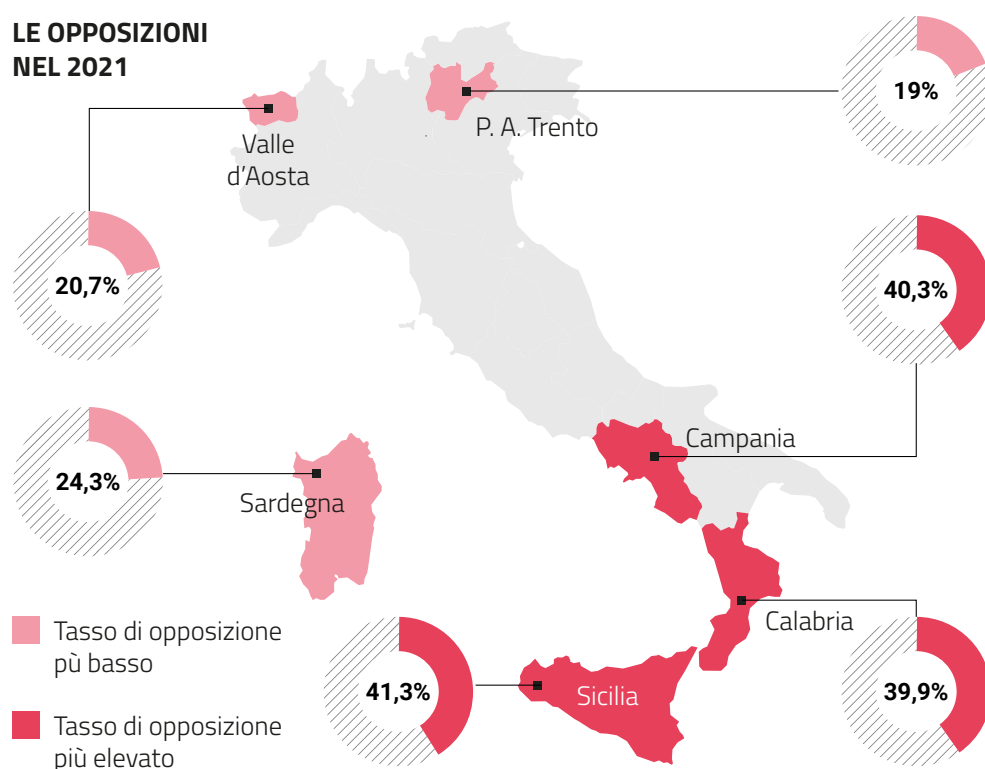 LE OPPOSIZIONI
NEL 2021
19%
P. A. Trento
Valle
d'Aosta
20,7%
40,3%
Campania
24,3%
Sardegna
Calabria
Tasso di opposizione
pù basso
41,3%
Sicilia
39,9%
Tasso di opposizione
più elevato